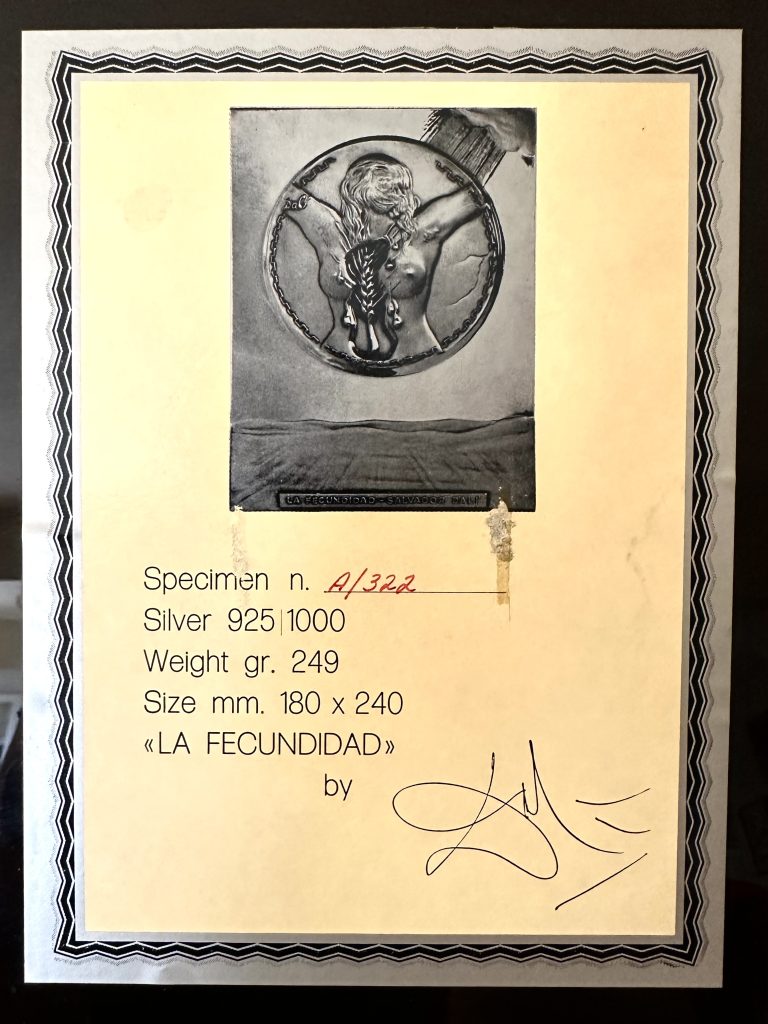 LA FECUNDIDAD - SALVADOR DALI
Specimen n. A/322
Silver 925|1000
Weight gr. 249
Size mm. 180 x 240
«LA FECUNDIDAD»
by
Dalí